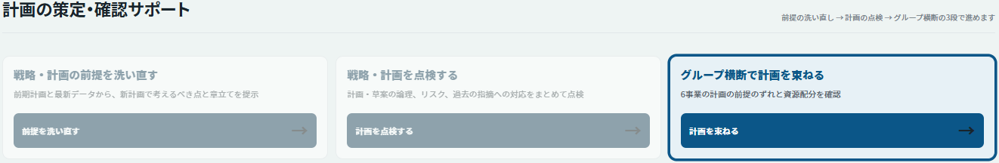 計画の策定・確認サポート
前提の洗い直し → 計画の点検 → グループ横断の3段で進めます
戦略・計画の前提を洗い直す
前期計画と最新データから、新計画で考えるべき点と章立てを提示
前提を洗い直す →
戦略・計画を点検する
計画・草案の論理、リスク、過去の指摘への対応をまとめて点検
計画を点検する →
グループ横断で計画を束ねる
6事業の計画の前提のずれと資源配分を確認
計画を束ねる →